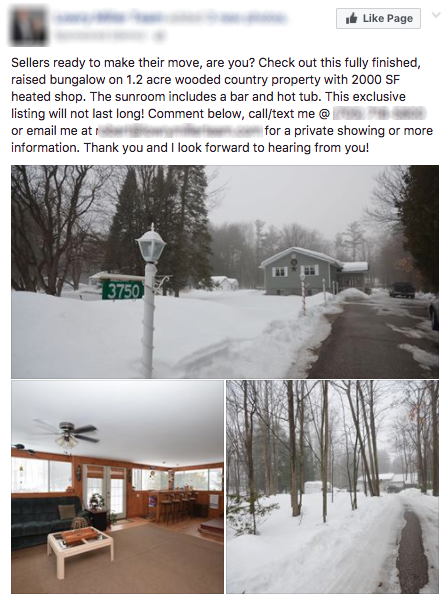 Like Page
Sellers ready to make their move, are you? Check out this fully finished,
raised bungalow on 1.2 acre wooded country property with 2000 SF
heated shop. The sunroom includes a bar and hot tub. This exclusive
listing will not last long! Comment below, call/text me @
or email me at for a private showing or more
information. Thank you and I look forward to hearing from you!
3750